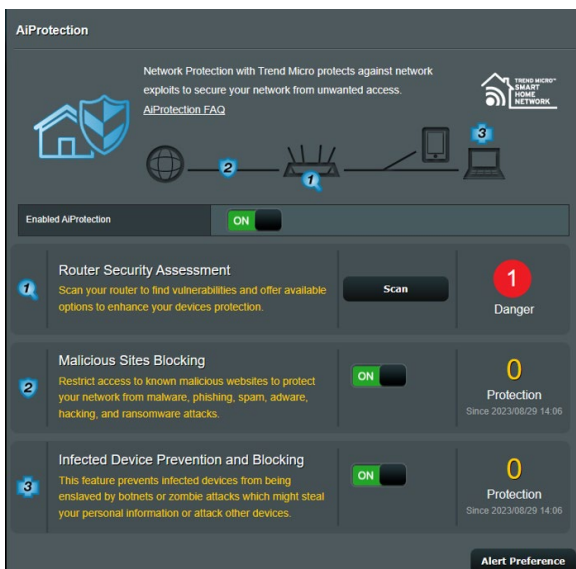 AiProtection
Network Protection with Trend Micro protects against network
exploits to secure your network from unwanted access.
AiProtection FAQ
TREND MICRO™
SMART
HOME
NETWORK
3
2
1
Enabled AiProtection
ON
1
Router Security Assessment
Scan your router to find vulnerabilities and offer available
options to enhance your devices protection.
Scan
1
Danger
2
Malicious Sites Blocking
Restrict access to known malicious websites to protect
your network from malware, phishing, spam, adware,
hacking, and ransomware attacks.
ON
0
Protection
Since 2023/08/29 14:06
3
Infected Device Prevention and Blocking
This feature prevents infected devices from being
enslaved by botnets or zombie attacks which might steal
your personal information or attack other devices.
ON
0
Protection
Since 2023/08/29 14:06
Alert Preference